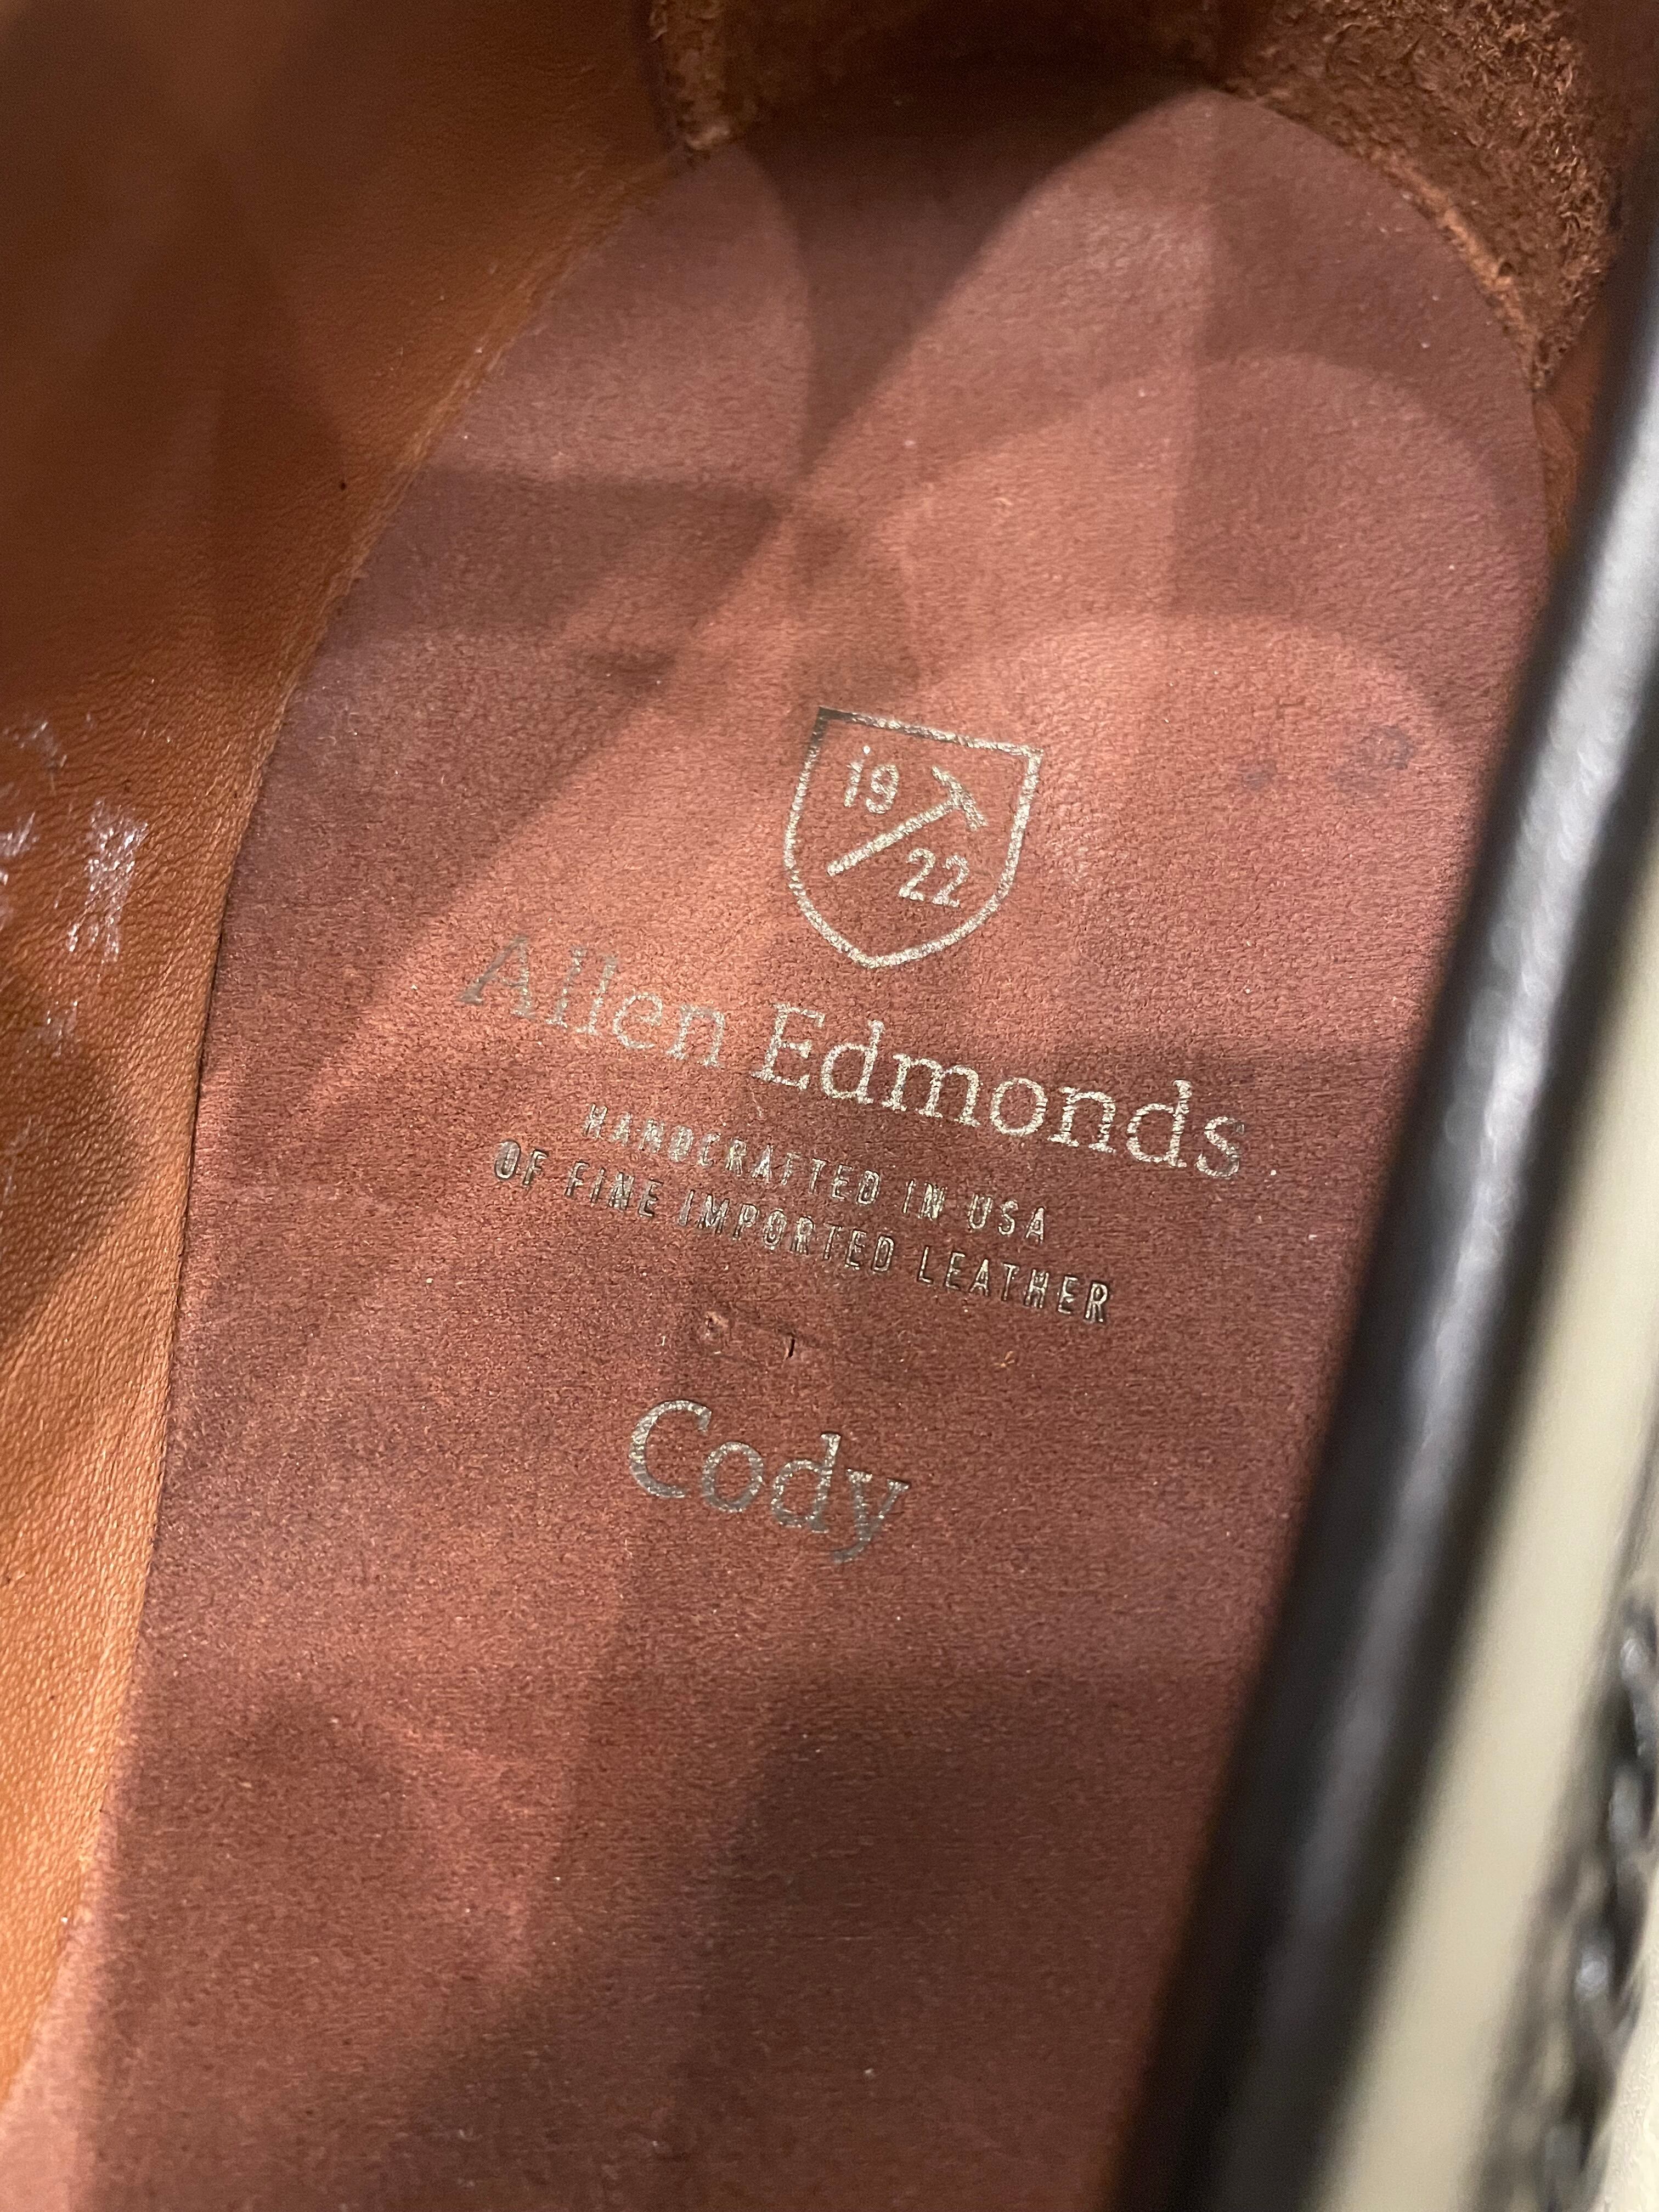 19
22
Allen Edmonds
HANDCRAFTED IN USA
OF FINE IMPORTED LEATHER
Cody